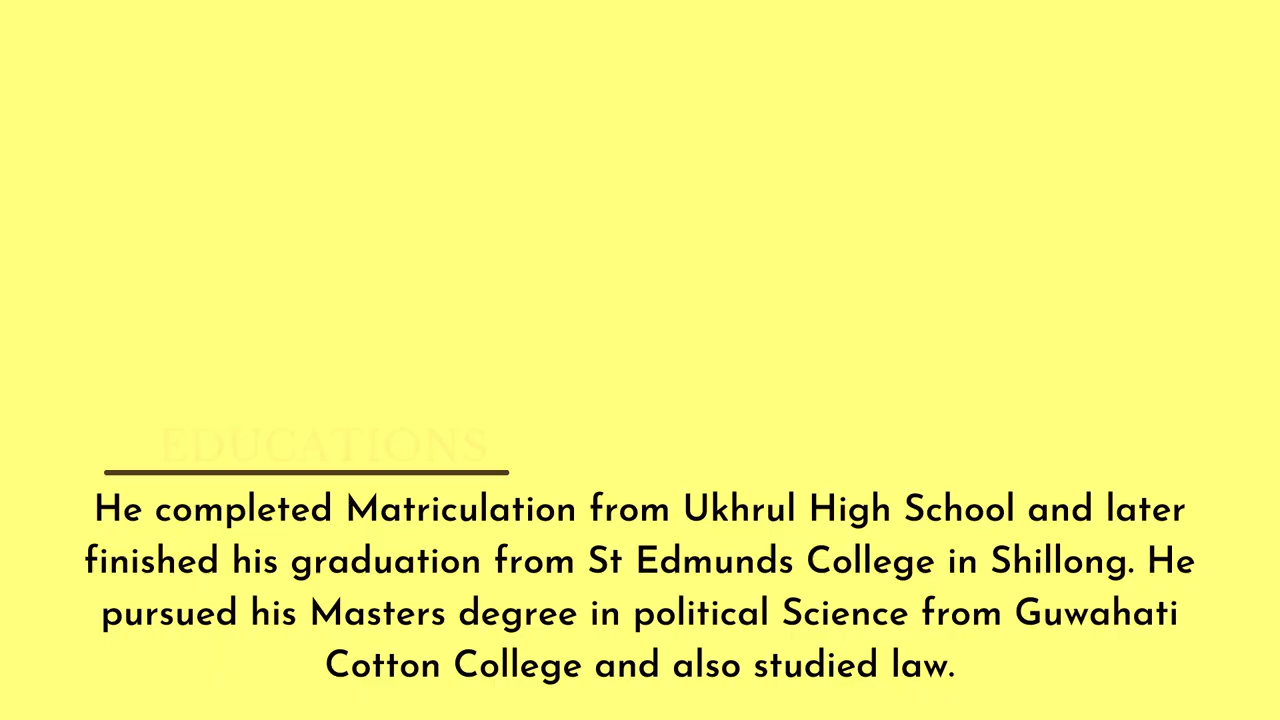 EDUCATIONS
He completed Matriculation from Ukhrul High School and later
finished his graduation from St Edmunds College in Shillong. He
pursued his Masters degree in political Science from Guwahati
Cotton College and also studied law.